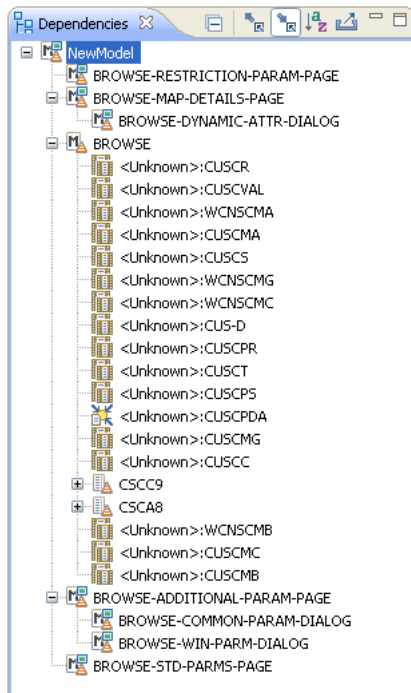 Dependencies
NewModel
BROWSE-RESTRICTION-PARAM-PAGE
BROWSE-MAP-DETAILS-PAGE
BROWSE-DYNAMIC-ATTR-DIALOG
BROWSE
<Unknown>:CUSCR
<Unknown>:CUSCVAL
<Unknown>:WCNSCMA
<Unknown>:CUSCMA
<Unknown>:CUSCS
<Unknown>:WCNSCMG
<Unknown>:WCNSCMC
<Unknown>:CUS-D
<Unknown>:CUSCPR
<Unknown>:CUSCT
<Unknown>:CUSCPS
<Unknown>:CUSCPDA
<Unknown>:CUSCMG
<Unknown>:CUSCC
CSCC9
CSCA8
<Unknown>:WCNSCMB
<Unknown>:CUSCMC
<Unknown>:CUSCMB
BROWSE-ADDITIONAL-PARAM-PAGE
BROWSE-COMMON-PARAM-DIALOG
BROWSE-WIN-PARM-DIALOG
BROWSE-STD-PARMS-PAGE